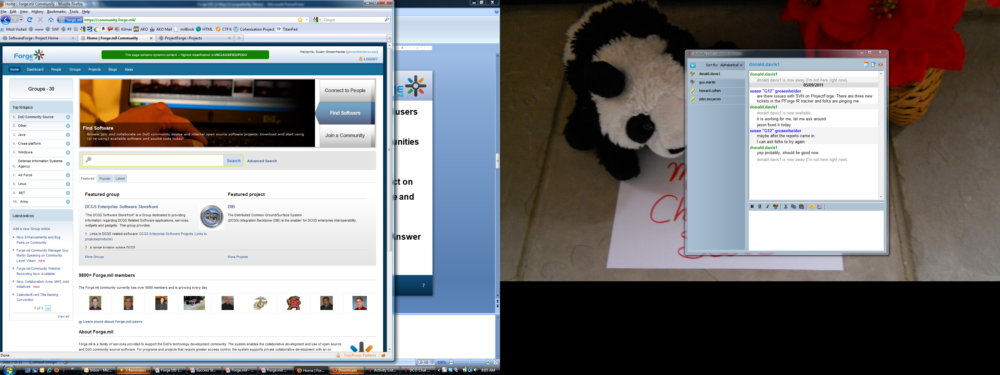 Home | Forge.mil Community - Mozilla Firefox
File Edit View History Bookmarks Tools Help
forge.mil https://community.forge.mil/
Google
Most Visited www SWF PF Kilmer AKO AKO Mail milBook HTML CTF6 Cohenization Project TP TitanPad
SoftwareForge : Project Home
Home | Forge.mil Community
ProjectForge : Projects
Forge.mil
This page contains dynamic content – Highest classification is UNCLASSIFIED/FOUO
Welcome, Susan Grosenheider (grosenheidersusan)
LOGOUT
Home Dashboard People Groups Projects Blogs Ideas
Groups - 30
Top 10 topics
1. DoD Community Source
2. Other
3. Java
4. Cross-platform
5. Windows
Defense Information Systems
6. Agency
7. Air Force
8. Linux
9. .NET
10. Army
Latest notices
Add a new Group notice
New Enhancements and Bug
Fixes on Community
Forge.mil Community Manager Guy
Martin Speaking on Community
Layer Vision new
Forge.mil Community Webinar
Recording Now Available
New Collaboration Area: MHS Joint
Initiatives new
Calendar/Event Title Naming
Convention
1 of 3 »
View all
Find Software
Browse, join and collaborate on DoD community source and internal open source software projects. Download and start using
(or re-using) available software and source code today!
Connect to People
Find Software
Join a Community
Search Advanced Search
Featured Popular Latest
Featured group
DCGS Enterprise Software Storefront
"The DCGS Software Storefront" is a Group dedicated to providing
information regarding DCGS Related Software applications, services,
widgets and gadgets. This group provides:
1. Links to DCGS related software: DCGS Enterprise Software Projects (Links to
projects/products)
2. A single location where DCGS
More Groups
DCGS
Featured project
DIB
The Distributed Common Ground/Surface System
(DCGS) Integration Backbone (DIB) is the enabler for DCGS enterprise interoperability.
More Projects
9800+ Forge.mil members
The Forge.mil community currently has over 9800 members and is growing every day.
M
Learn more about Forge.mil users
About Forge.mil
Forge.mil is a family of services provided to support the DoD's technology development community. The system enables the collaborative development and use of open source
and DoD community source software. For programs and projects that require greater access control, the system supports private collaborative development with an on
Done
FoxyProxy: Patterns
4
users
unities
ct on
e and
Answer
7
Slide 7 of 15 3_Default Design
100%
Inbox - Mic... 3 Reminders Forge 101 (... Success St... Forge.mil - ... Forge.mil ... Home | For... Downloads Activity List... DCO Chat ... 8:05 AM
Activity List - donald.davis1
Sort By: Alphabetical
donald.davis1
guy.martin
howard.cohen
john.mccarron
donald.davis1
donald.davis1
donald.davis1 is now away (I'm not here right now).
05/09/2011
susan "G12" grosenheider
are there issues with SVN on ProjectForge. There are three new
tickets in the PForge IR tracker and folks are pinging me.
donald.davis1
donald.davis1 is now available.
it is working for me, let me ask around
jason fixed it today
susan "G12" grosenheider
maybe after the reports came in.
I can ask folks to try again
donald.davis1
yep probably, should be good now
donald.davis1 is now away (I'm not here right now).
B U I